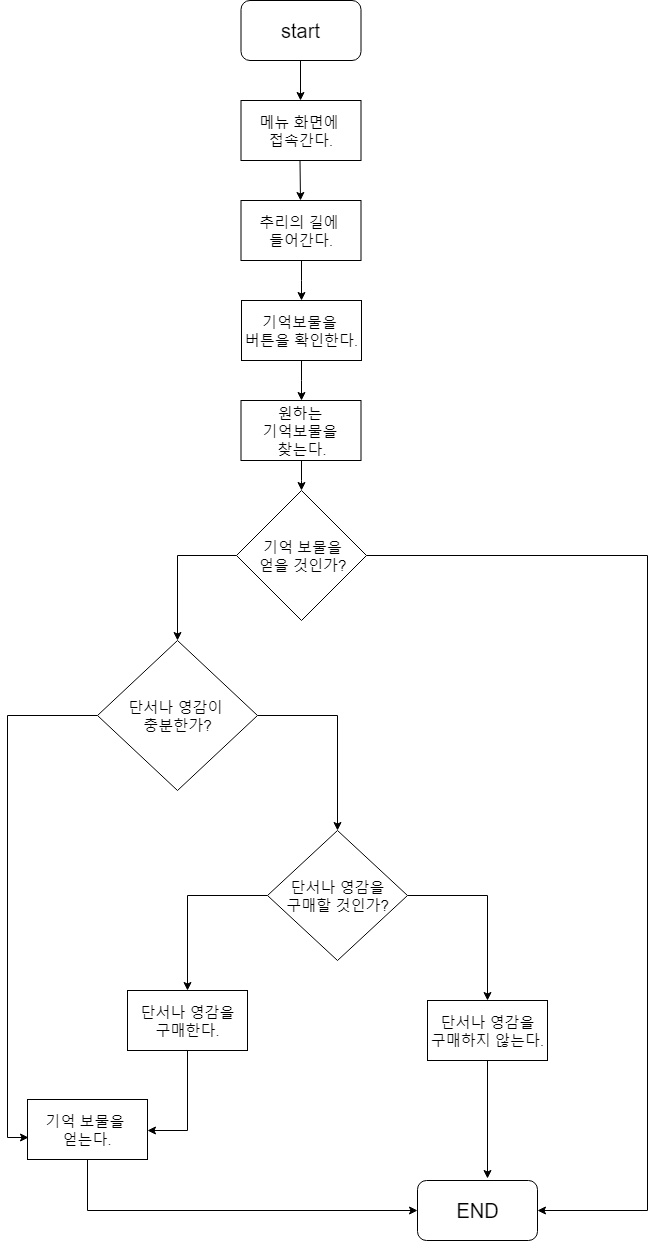 start
메뉴 화면에
접속간다.
추리의 길에
들어간다.
기억보물을
버튼을 확인한다.
원하는
기억보물을
찾는다.
기억 보물을
얻을 것인가?
단서나 영감이
충분한가?
단서나 영감을
구매할 것인가?
단서나 영감을
구매한다.
단서나 영감을
구매하지 않는다.
기억 보물을
얻는다.
END